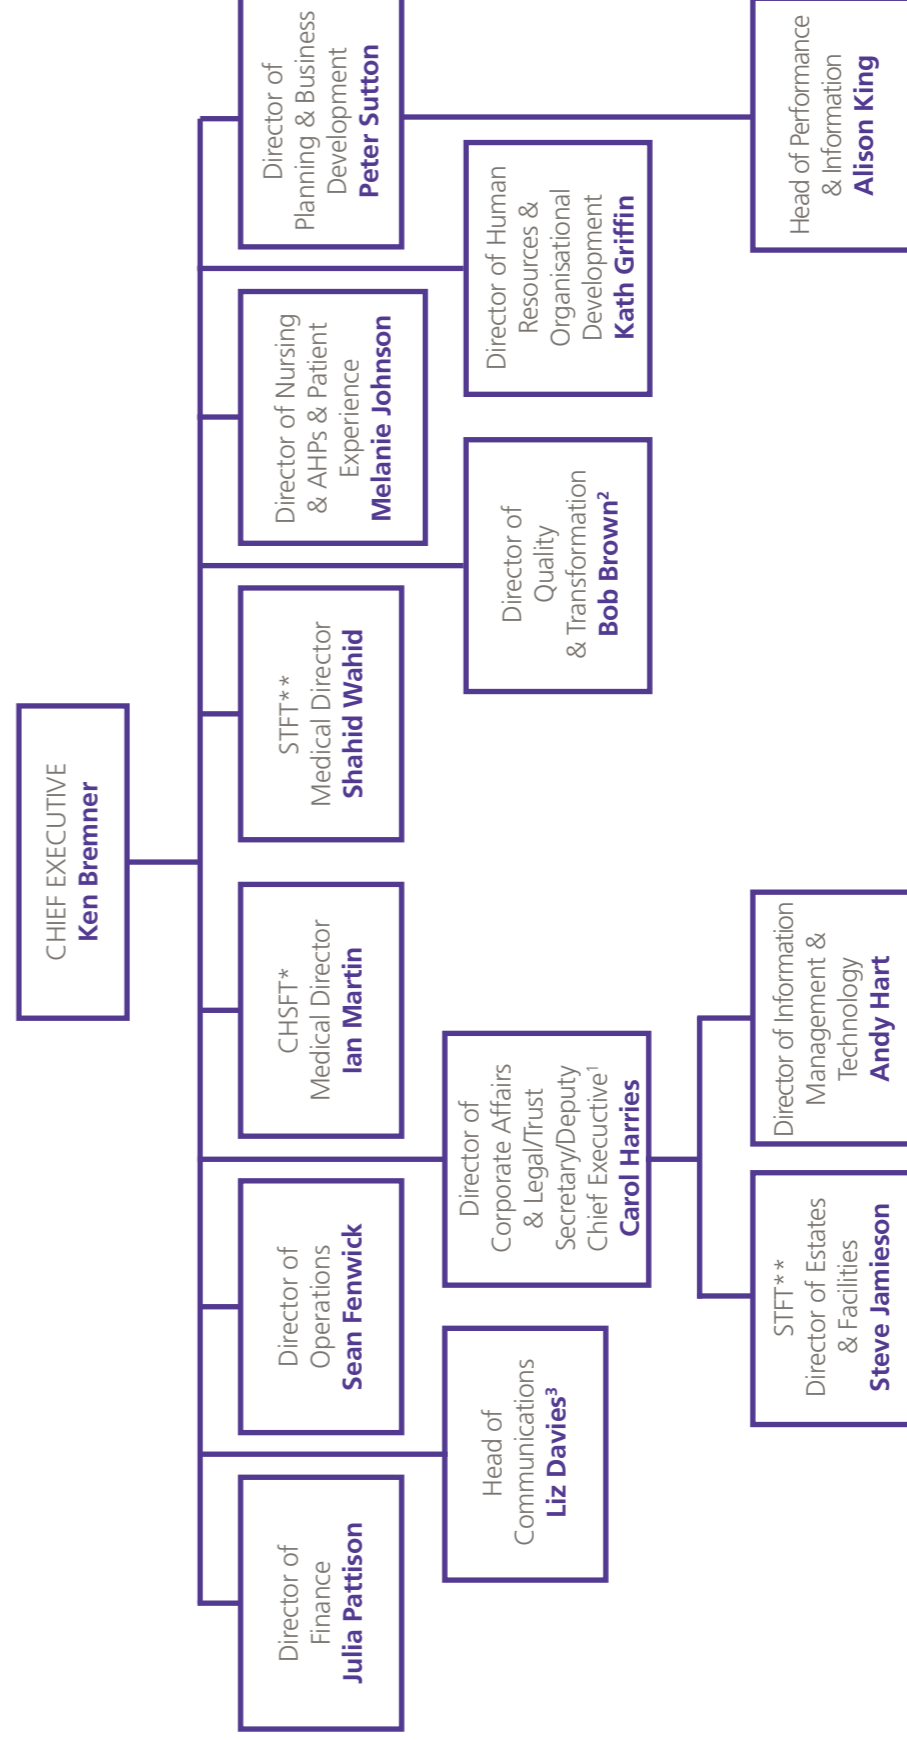 CHIEF EXECUTIVE
Ken Bremner
Director of
Finance
Julia Pattison
Director of
Operations
Sean Fenwick
CHSFT*
Medical Director
Ian Martin
STFT**
Medical Director
Shahid Wahid
Director of Nursing
& AHPs & Patient
Experience
Melanie Johnson
Director of
Planning & Business
Development
Peter Sutton
Head of
Communications
Liz Davies³
Director of
Corporate Affairs
& Legal/Trust
Secretary/Deputy
Chief Execuctive¹
Carol Harries
Director of
Quality
& Transformation
Bob Brown²
Director of Human
Resources &
Organisational
Development
Kath Griffin
STFT**
Director of Estates
& Facilities
Steve Jamieson
Director of Information
Management &
Technology
Andy Hart
Head of Performance
& Information
Alison King